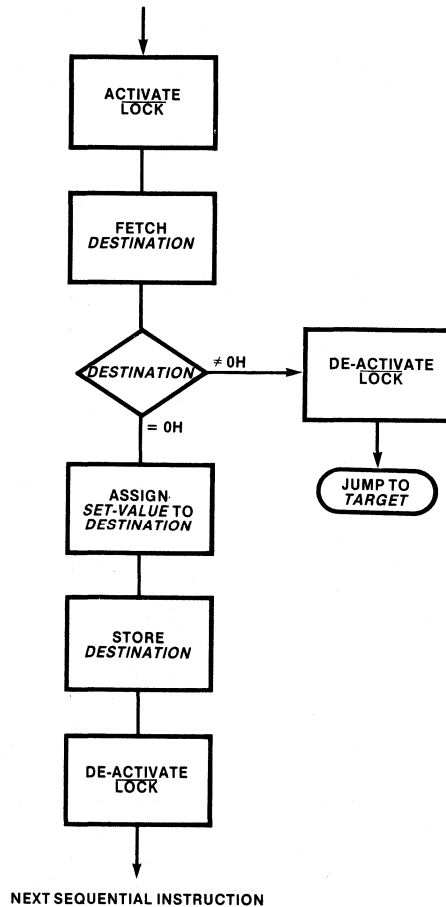 ACTIVATE
LOCK
FETCH
DESTINATION
DESTINATION
≠ 0H
DE-ACTIVATE
LOCK
= 0H
JUMP TO
TARGET
ASSIGN
SET-VALUE TO
DESTINATION
STORE
DESTINATION
DE-ACTIVATE
LOCK
NEXT SEQUENTIAL INSTRUCTION